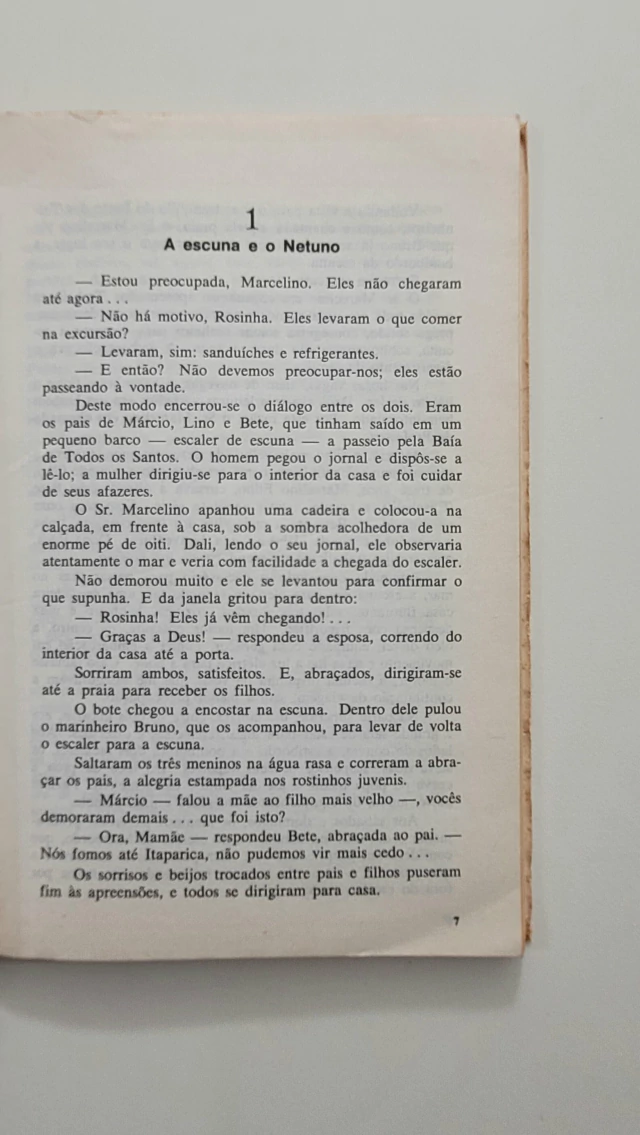 1
A escuna e o Netuno
— Estou preocupada, Marcelino. Eles não chegaram
até agora . . .
— Não há motivo, Rosinha. Eles levaram o que comer
na excursão?
— Levaram, sim: sanduíches e refrigerantes.
— E então? Não devemos preocupar-nos; eles estão
passeando à vontade.
Deste modo encerrou-se o diálogo entre os dois. Eram
os pais de Márcio, Lino e Bete, que tinham saído em um
pequeno barco — escaler de escuna — a passeio pela Baía
de Todos os Santos. O homem pegou o jornal e dispôs-se a
lê-lo; a mulher dirigiu-se para o interior da casa e foi cuidar
de seus afazeres.
O Sr. Marcelino apanhou uma cadeira e colocou-a na
calçada, em frente à casa, sob a sombra acolhedora de um
enorme pé de oiti. Dali, lendo o seu jornal, ele observaria
atentamente o mar e veria com facilidade a chegada do escaler.
Não demorou muito e ele se levantou para confirmar o
que supunha. E da janela gritou para dentro:
— Rosinha! Eles já vêm chegando! . . .
— Graças a Deus! — respondeu a esposa, correndo do
interior da casa até a porta.
Sorriram ambos, satisfeitos. E, abraçados, dirigiram-se
até a praia para receber os filhos.
O bote chegou a encostar na escuna. Dentro dele pulou
o marinheiro Bruno, que os acompanhou, para levar de volta
o escaler para a escuna.
Saltaram os três meninos na água rasa e correram a abra-
çar os pais, a alegria estampada nos rostinhos juvenis.
— Márcio — falou a mãe ao filho mais velho —, vocês
demoraram demais . . . que foi isto?
— Ora, Mamãe — respondeu Bete, abraçada ao pai. —
Nós fomos até Itaparica, não pudemos vir mais cedo . . .
Os sorrisos e beijos trocados entre pais e filhos puseram
fim às apreensões, e todos se dirigiram para casa.
7